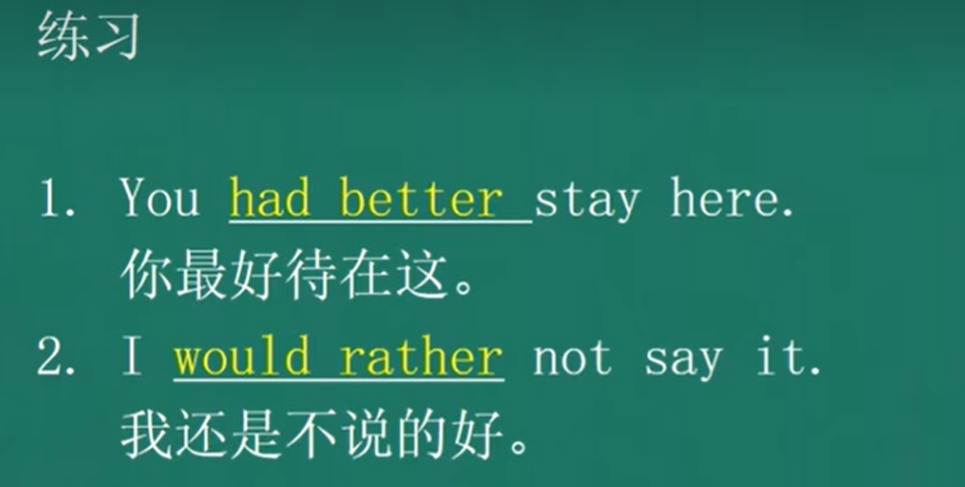 练习
1. You had better stay here.
你最好待在这。
2. I would rather not say it.
我还是不说的好。